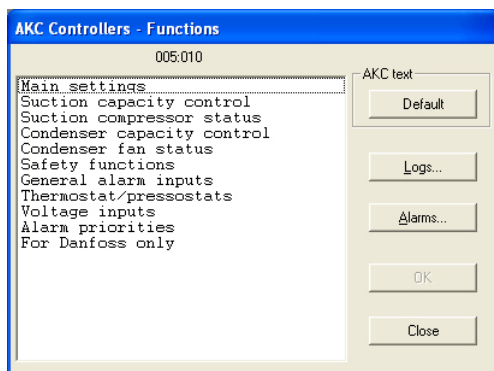 AKC Controllers - Functions
005:010
Main settings
Suction capacity control
Suction compressor status
Condenser capacity control
Condenser fan status
Safety functions
General alarm inputs
Thermostat/pressostats
Voltage inputs
Alarm priorities
For Danfoss only
AKC text
Default
Logs...
Alarms...
OK
Close